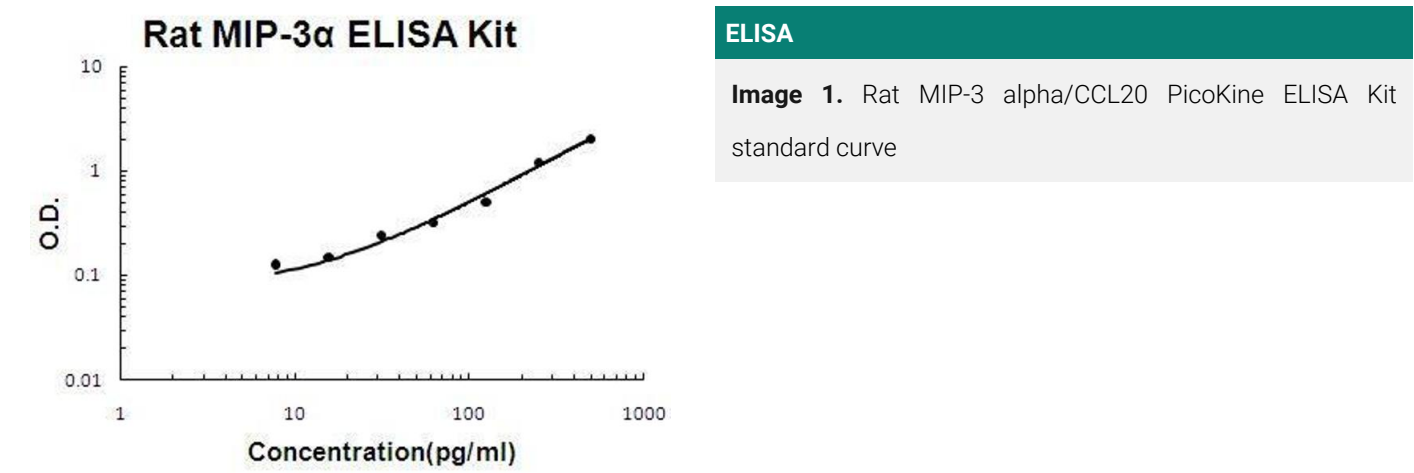 Rat MIP-3α ELISA Kit
10
1
0.1
0.01
O.D.
1
10
100
1000
Concentration(pg/ml)
ELISA
Image 1. Rat MIP-3 alpha/CCL20 PicoKine ELISA Kit
standard curve